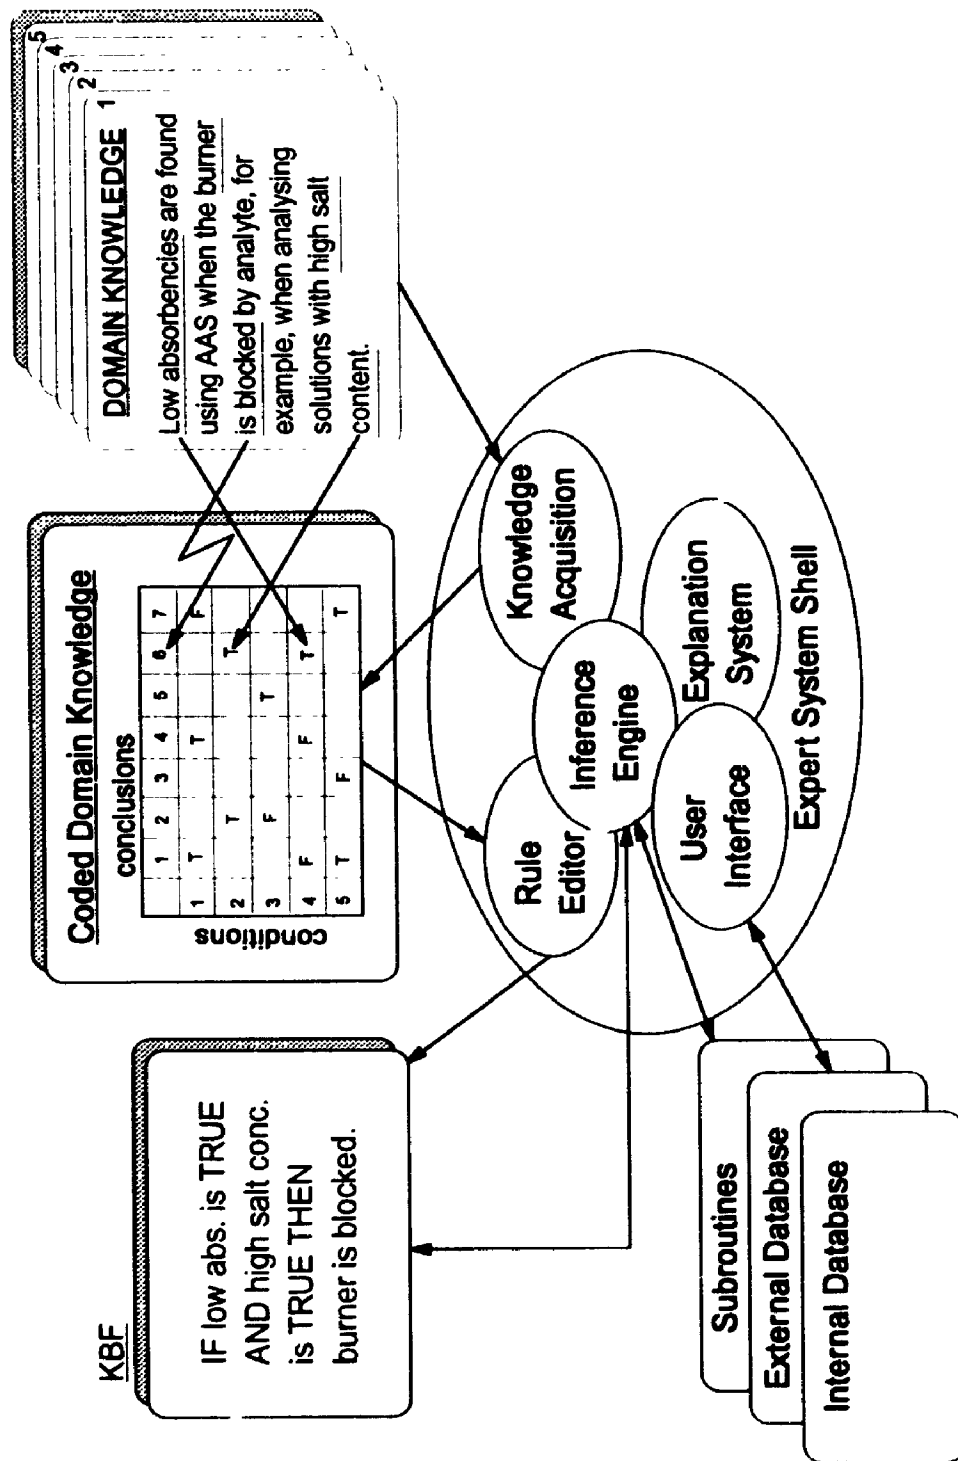 KBF
IF low abs. is TRUE
AND high salt conc.
is TRUE THEN
burner is blocked.
Coded Domain Knowledge
conclusions
conditions
1 2 3 4 5 6 7
1 T T F
2 T T
3 F T
4 F F T
5 T F T
5
4
3
2
DOMAIN KNOWLEDGE 1
Low absorbencies are found
using AAS when the burner
is blocked by analyte, for
example, when analysing
solutions with high salt
content.
Rule
Editor
Inference
Engine
Knowledge
Acquisition
User
Interface
Explanation
System
Expert System Shell
Subroutines
External Database
Internal Database